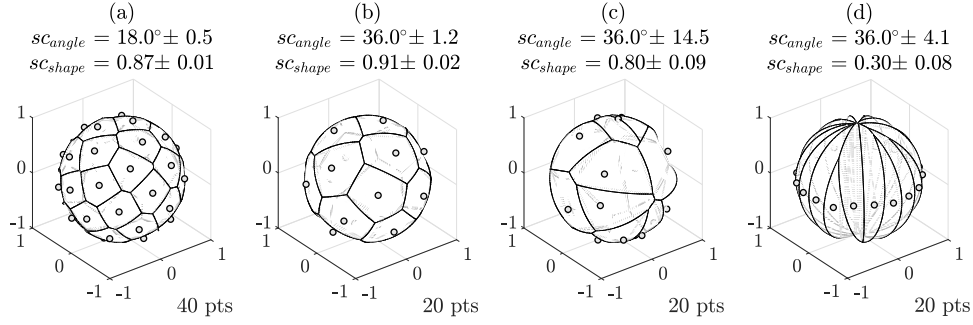 (a)
sc_angle = 18.0°± 0.5
sc_shape = 0.87± 0.01
1
0
-1
1
0
-1
-1
0
1
40 pts
(b)
sc_angle = 36.0°± 1.2
sc_shape = 0.91± 0.02
1
0
-1
1
0
-1
-1
0
1
20 pts
(c)
sc_angle = 36.0°± 14.5
sc_shape = 0.80± 0.09
1
0
-1
1
0
-1
-1
0
1
20 pts
(d)
sc_angle = 36.0°± 4.1
sc_shape = 0.30± 0.08
1
0
-1
1
0
-1
-1
0
1
20 pts